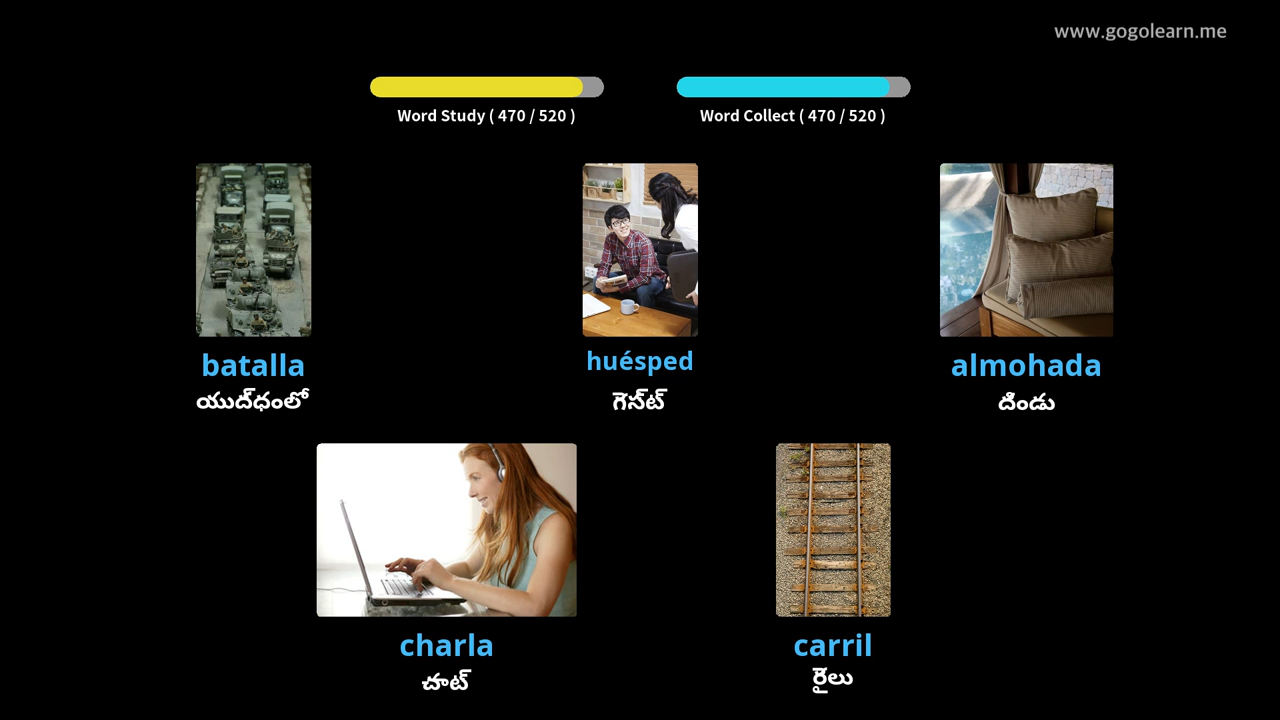 www.gogolearn.me
Word Study ( 470 / 520 )
Word Collect ( 470 / 520 )
batalla
యుద్ధంలో
huésped
గెస్ట్
almohada
దిండు
charla
చాట్
carril
రైలు